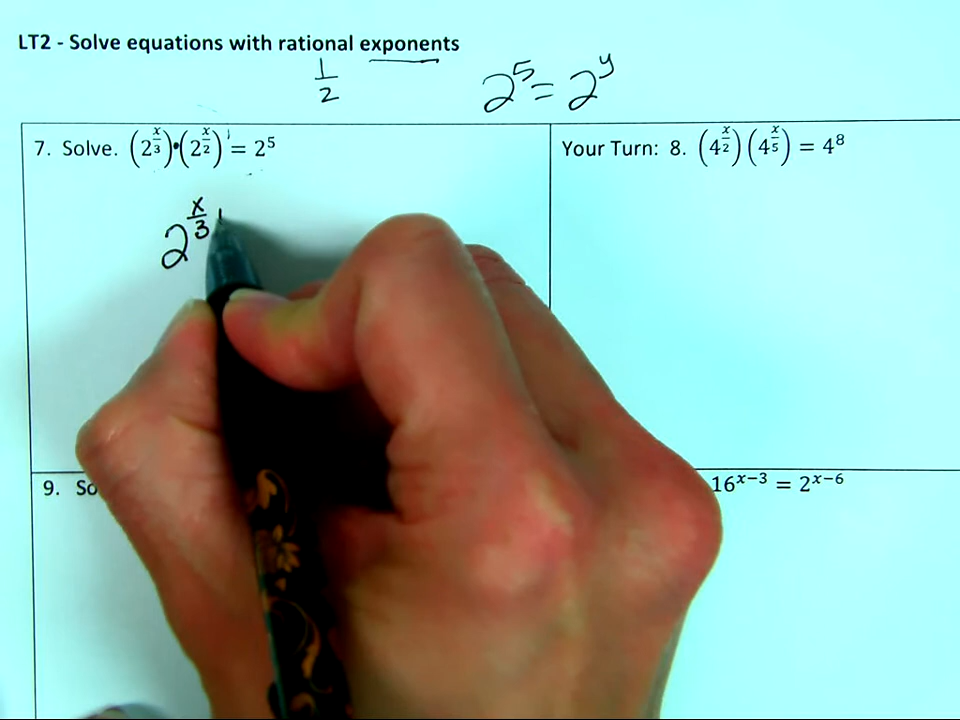 LT2 - Solve equations with rational exponents
1/2 2^5 = 2^y
7. Solve. (2^(x/3))•(2^(x/2)) = 2^5
Your Turn: 8. (4^(x/2))(4^(x/5)) = 4^8
2^(x/3)
9. So
16^(x−3) = 2^(x−6)